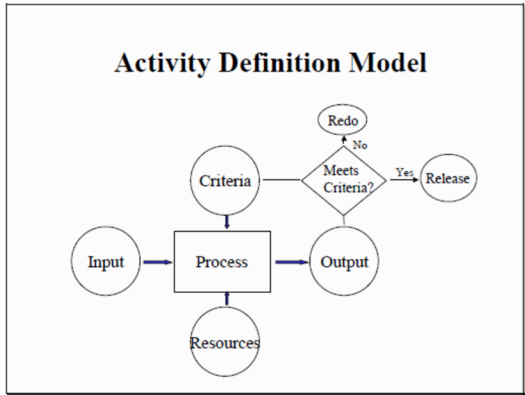 Activity Definition Model
Redo
No
Criteria
Meets
Criteria?
Yes
Release
Input
Process
Output
Resources